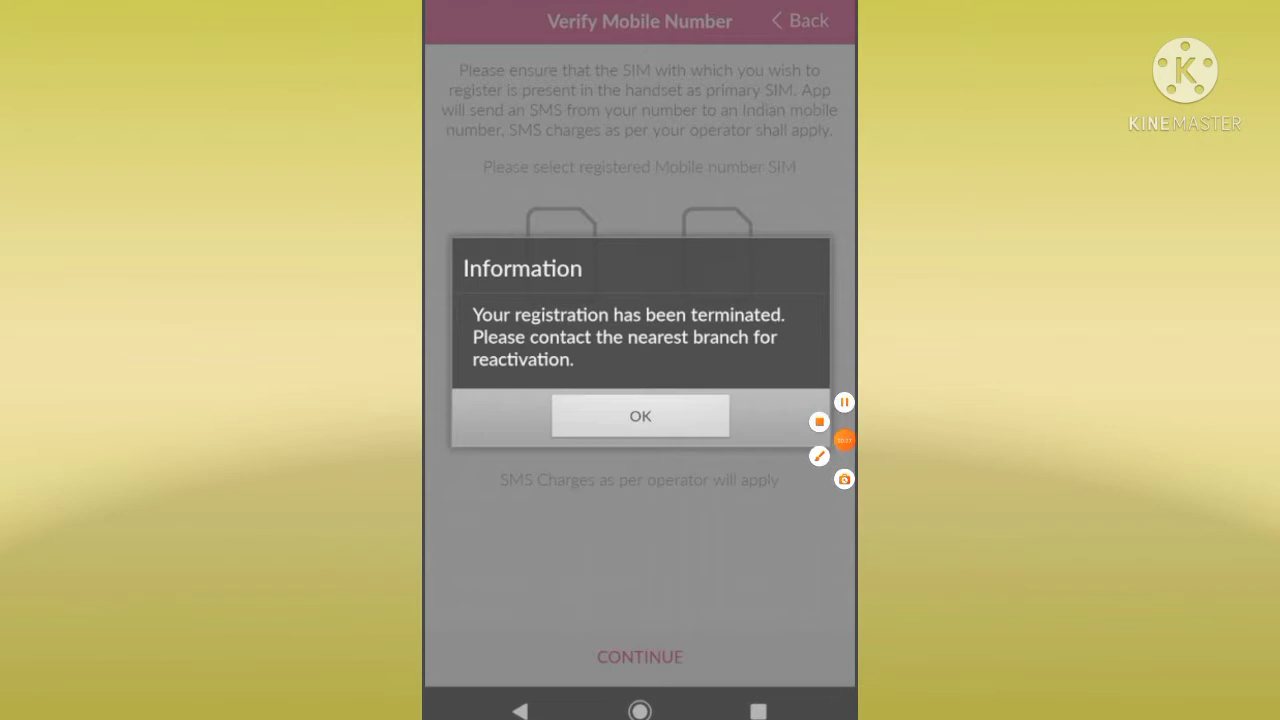 Verify Mobile Number
Back
Please ensure that the SIM with which you wish to
register is present in the handset as primary SIM. App
will send an SMS from your number to an Indian mobile
number, SMS charges as per your operator shall apply.
Please select registered Mobile number SIM
Information
Your registration has been terminated.
Please contact the nearest branch for
reactivation.
OK
SMS Charges as per operator will apply
CONTINUE
K
KINEMASTER